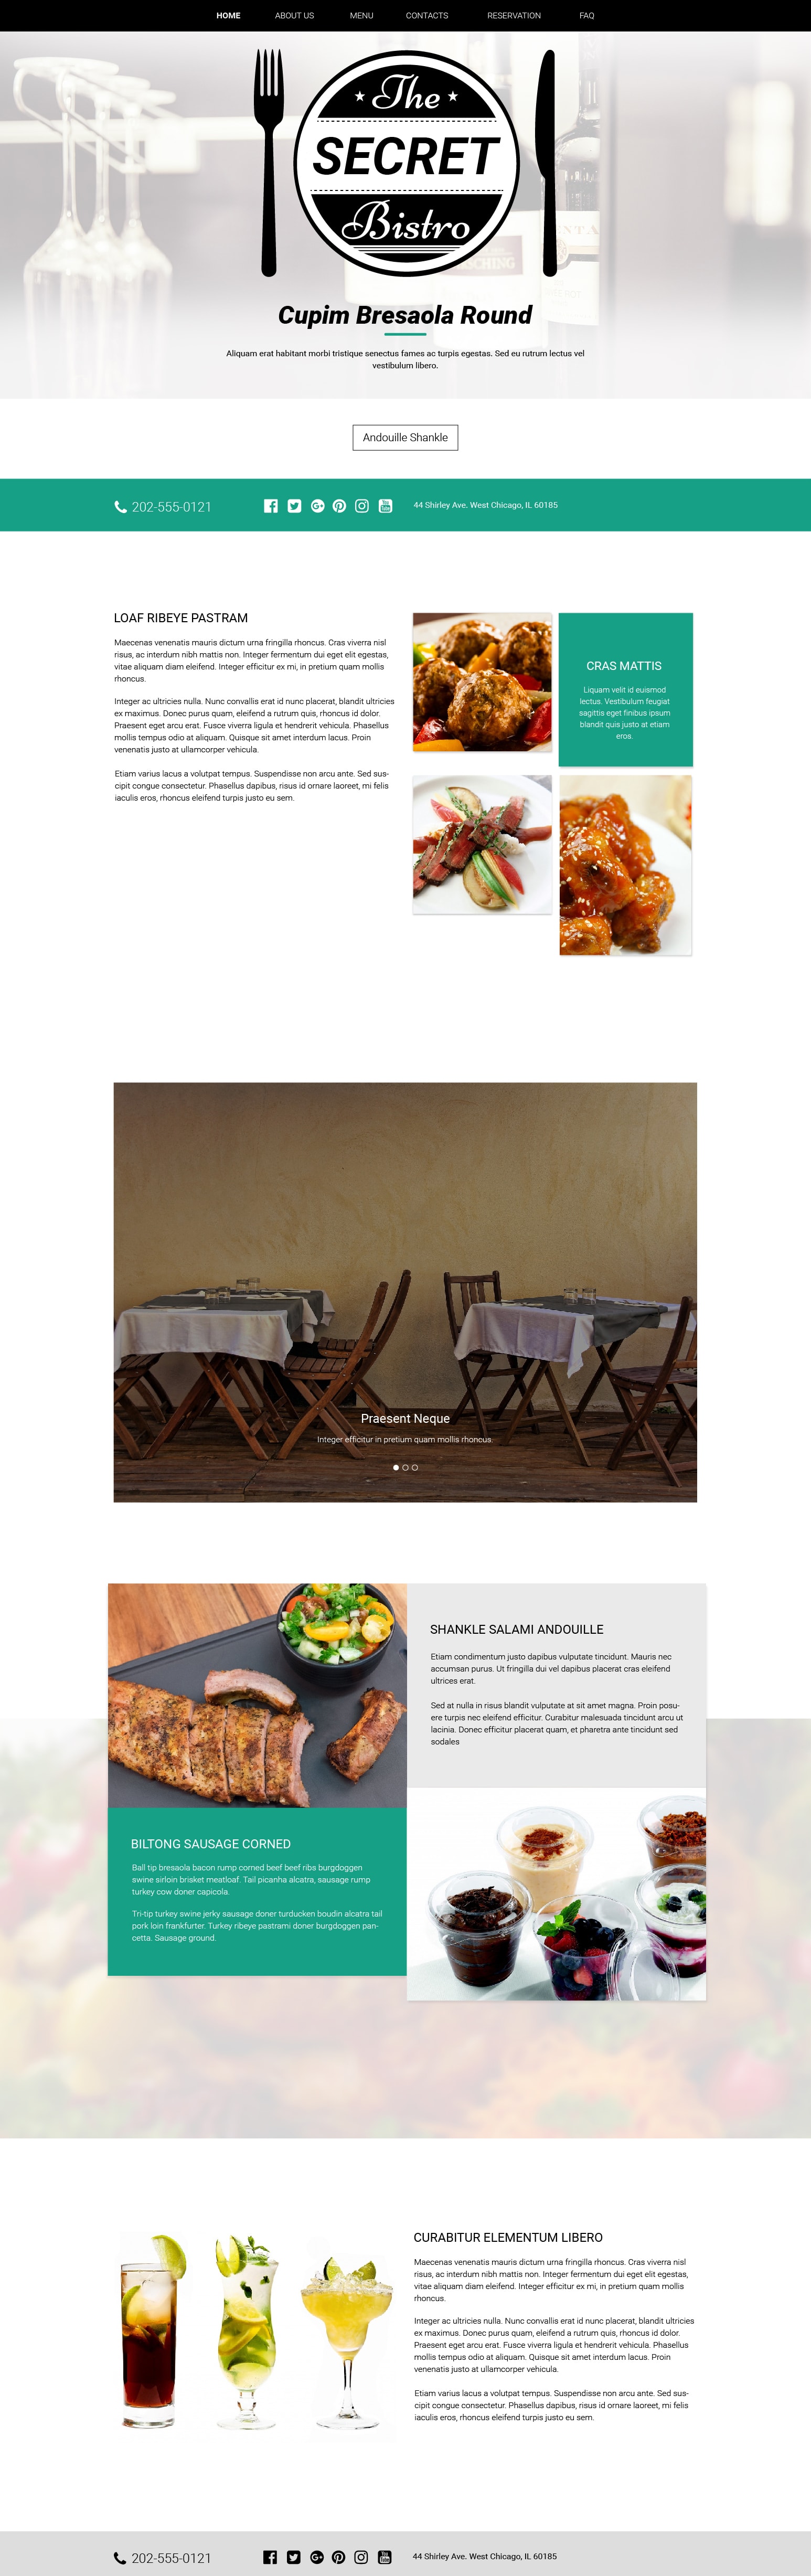 HOME ABOUT US MENU CONTACTS RESERVATION FAQ
The
SECRET
Bistro
Cupim Bresaola Round
Aliquam erat habitant morbi tristique senectus fames ac turpis egestas. Sed eu rutrum lectus vel
vestibulum libero.
Andouille Shankle
202-555-0121
44 Shirley Ave. West Chicago, IL 60185
LOAF RIBEYE PASTRAM
Maecenas venenatis mauris dictum urna fringilla rhoncus. Cras viverra nisl
risus, ac interdum nibh mattis non. Integer fermentum dui eget elit egestas,
vitae aliquam diam eleifend. Integer efficitur ex mi, in pretium quam mollis
rhoncus.
Integer ac ultricies nulla. Nunc convallis erat id nunc placerat, blandit ultricies
ex maximus. Donec purus quam, eleifend a rutrum quis, rhoncus id dolor.
Praesent eget arcu erat. Fusce viverra ligula et hendrerit vehicula. Phasellus
mollis tempus odio at aliquam. Quisque sit amet interdum lacus. Proin
venenatis justo at ullamcorper vehicula.
Etiam varius lacus a volutpat tempus. Suspendisse non arcu ante. Sed sus-
cipit congue consectetur. Phasellus dapibus, risus id ornare laoreet, mi felis
iaculis eros, rhoncus eleifend turpis justo eu sem.
CRAS MATTIS
Liquam velit id euismod
lectus. Vestibulum feugiat
sagittis eget finibus ipsum
blandit quis justo at etiam
eros.
Praesent Neque
Integer efficitur in pretium quam mollis rhoncus.
SHANKLE SALAMI ANDOUILLE
Etiam condimentum justo dapibus vulputate tincidunt. Mauris nec
accumsan purus. Ut fringilla dui vel dapibus placerat cras eleifend
ultrices erat.
Sed at nulla in risus blandit vulputate at sit amet magna. Proin posu-
ere turpis nec eleifend efficitur. Curabitur malesuada tincidunt arcu ut
lacinia. Donec efficitur placerat quam, et pharetra ante tincidunt sed
sodales
BILTONG SAUSAGE CORNED
Ball tip bresaola bacon rump corned beef beef ribs burgdoggen
swine sirloin brisket meatloaf. Tail picanha alcatra, sausage rump
turkey cow doner capicola.
Tri-tip turkey swine jerky sausage doner turducken boudin alcatra tail
pork loin frankfurter. Turkey ribeye pastrami doner burgdoggen pan-
cetta. Sausage ground.
CURABITUR ELEMENTUM LIBERO
Maecenas venenatis mauris dictum urna fringilla rhoncus. Cras viverra nisl
risus, ac interdum nibh mattis non. Integer fermentum dui eget elit egestas,
vitae aliquam diam eleifend. Integer efficitur ex mi, in pretium quam mollis
rhoncus.
Integer ac ultricies nulla. Nunc convallis erat id nunc placerat, blandit ultricies
ex maximus. Donec purus quam, eleifend a rutrum quis, rhoncus id dolor.
Praesent eget arcu erat. Fusce viverra ligula et hendrerit vehicula. Phasellus
mollis tempus odio at aliquam. Quisque sit amet interdum lacus. Proin
venenatis justo at ullamcorper vehicula.
Etiam varius lacus a volutpat tempus. Suspendisse non arcu ante. Sed sus-
cipit congue consectetur. Phasellus dapibus, risus id ornare laoreet, mi felis
iaculis eros, rhoncus eleifend turpis justo eu sem.
202-555-0121
44 Shirley Ave. West Chicago, IL 60185